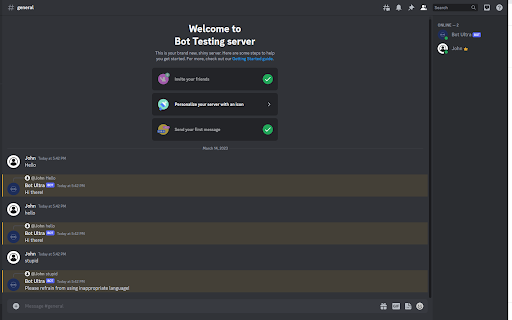 general
Search
Welcome to
Bot Testing server
This is your brand new, shiny server. Here are some steps to help
you get started. For more, check out our Getting Started guide.
Invite your friends
Personalize your server with an icon
Send your first message
March 14, 2022
John Today at 5:42 PM
Hello
@John Hello
Bot Ultra BOT Today at 5:42 PM
Hi there!
John Today at 5:42 PM
hello
@John hello
Bot Ultra BOT Today at 5:42 PM
Hi there!
John Today at 5:42 PM
stupid
@John stupid
Bot Ultra BOT Today at 5:42 PM
Please refrain from using inappropriate language!
Message #general
GIF
ONLINE — 2
Bot Ultra BOT
John